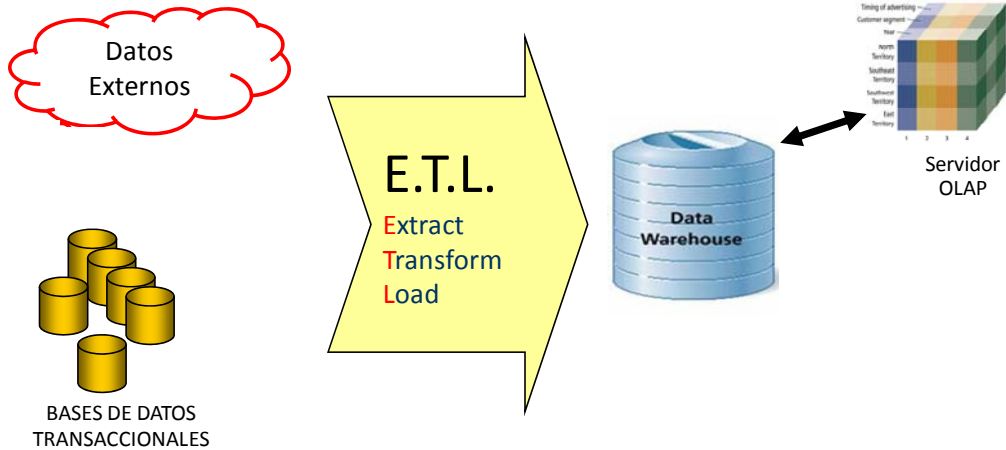 Datos
Externos
BASES DE DATOS
TRANSACCIONALES
E.T.L.
Extract
Transform
Load
Data
Warehouse
Timing of advertising
Customer segment
Year
North
Territory
Southeast
Territory
Southwest
Territory
East
Territory
1 2 3 4
Servidor
OLAP